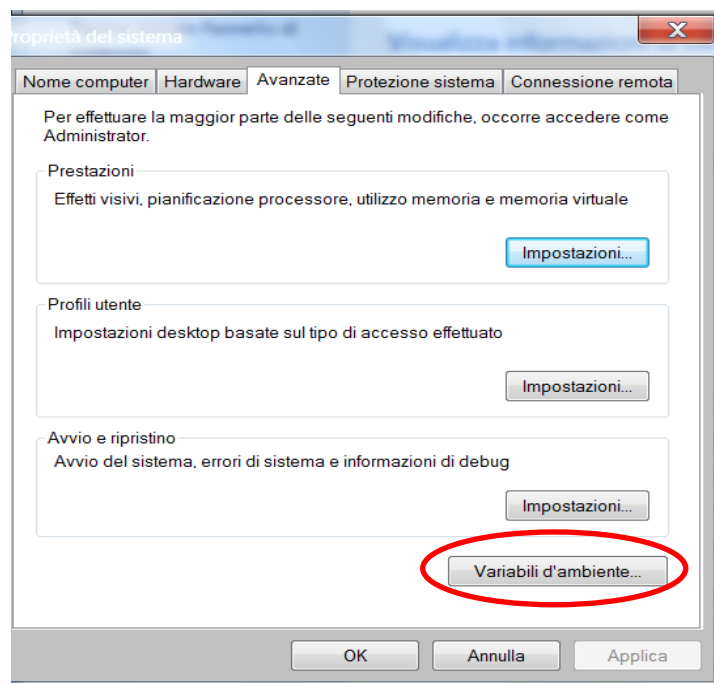 Proprietà del sistema
Nome computer
Hardware
Avanzate
Protezione sistema
Connessione remota
Per effettuare la maggior parte delle seguenti modifiche, occorre accedere come
Administrator.
Prestazioni
Effetti visivi, pianificazione processore, utilizzo memoria e memoria virtuale
Impostazioni...
Profili utente
Impostazioni desktop basate sul tipo di accesso effettuato
Impostazioni...
Avvio e ripristino
Avvio del sistema, errori di sistema e informazioni di debug
Impostazioni...
Variabili d'ambiente...
OK
Annulla
Applica